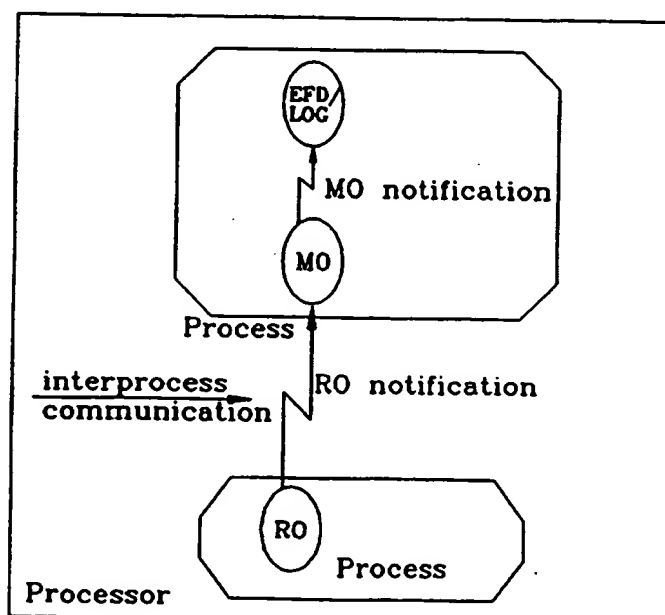 EFD/
LOG
MO notification
MO
Process
RO notification
interprocess
communication
RO
Process
Processor